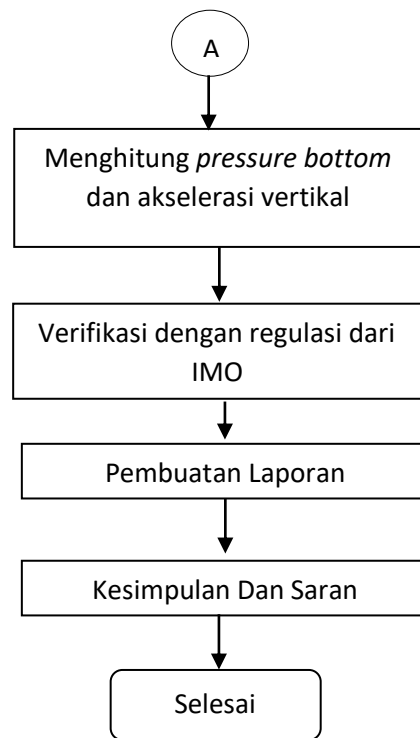 A
Menghitung pressure bottom
dan akselerasi vertikal
Verifikasi dengan regulasi dari
IMO
Pembuatan Laporan
Kesimpulan Dan Saran
Selesai